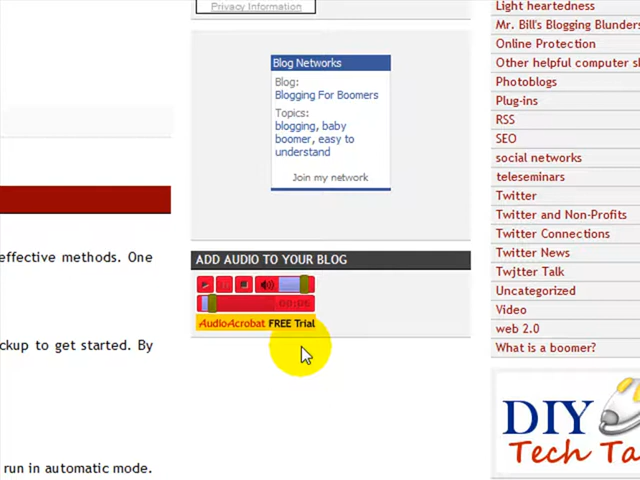 Privacy Information
Blog Networks
Blog:
Blogging For Boomers
Topics:
blogging, baby
boomer, easy to
understand
Join my network
effective methods. One
ckup to get started. By
run in automatic mode.
ADD AUDIO TO YOUR BLOG
AudioAcrobat FREE Trial
Light heartedness
Mr. Bill's Blogging Blunders
Online Protection
Other helpful computer s
Photoblogs
Plug-ins
RSS
SEO
social networks
teleseminars
Twitter
Twitter and Non-Profits
Twitter Connections
Twitter News
Twjtter Talk
Uncategorized
Video
web 2.0
What is a boomer?
DIY
Tech Ta